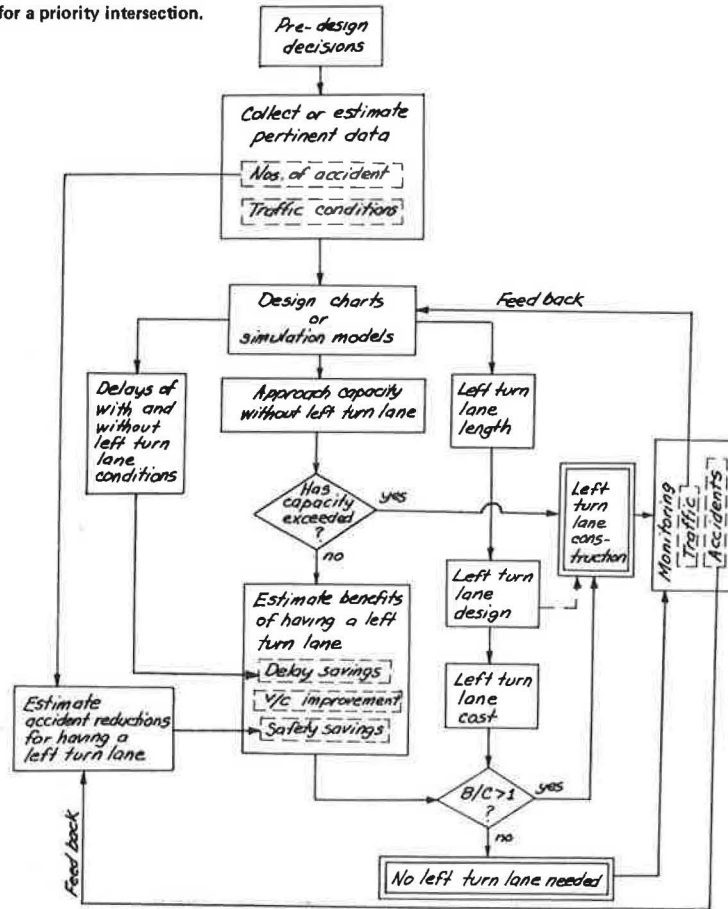 for a priority intersection.
Pre-design
decisions
Collect or estimate
pertinent data
Nos. of accident
Traffic conditions
Design charts
or
simulation models
Feed back
Delays of
with and
without
left turn
lane
conditions
Approach capacity
without left turn lane
Left turn
lane
length
Has
capacity
exceeded
?
yes
no
Left
turn
lane
cons-
truction
Monitoring
Traffic
Accidents
Estimate benefits
of having a left
turn lane
Delay savings
v/c improvement
Safety savings
Left turn
lane
design
Left turn
lane
cost
Estimate
accident reductions
for having a
left turn lane
B/C>1
?
yes
no
No left turn lane needed
Feed back